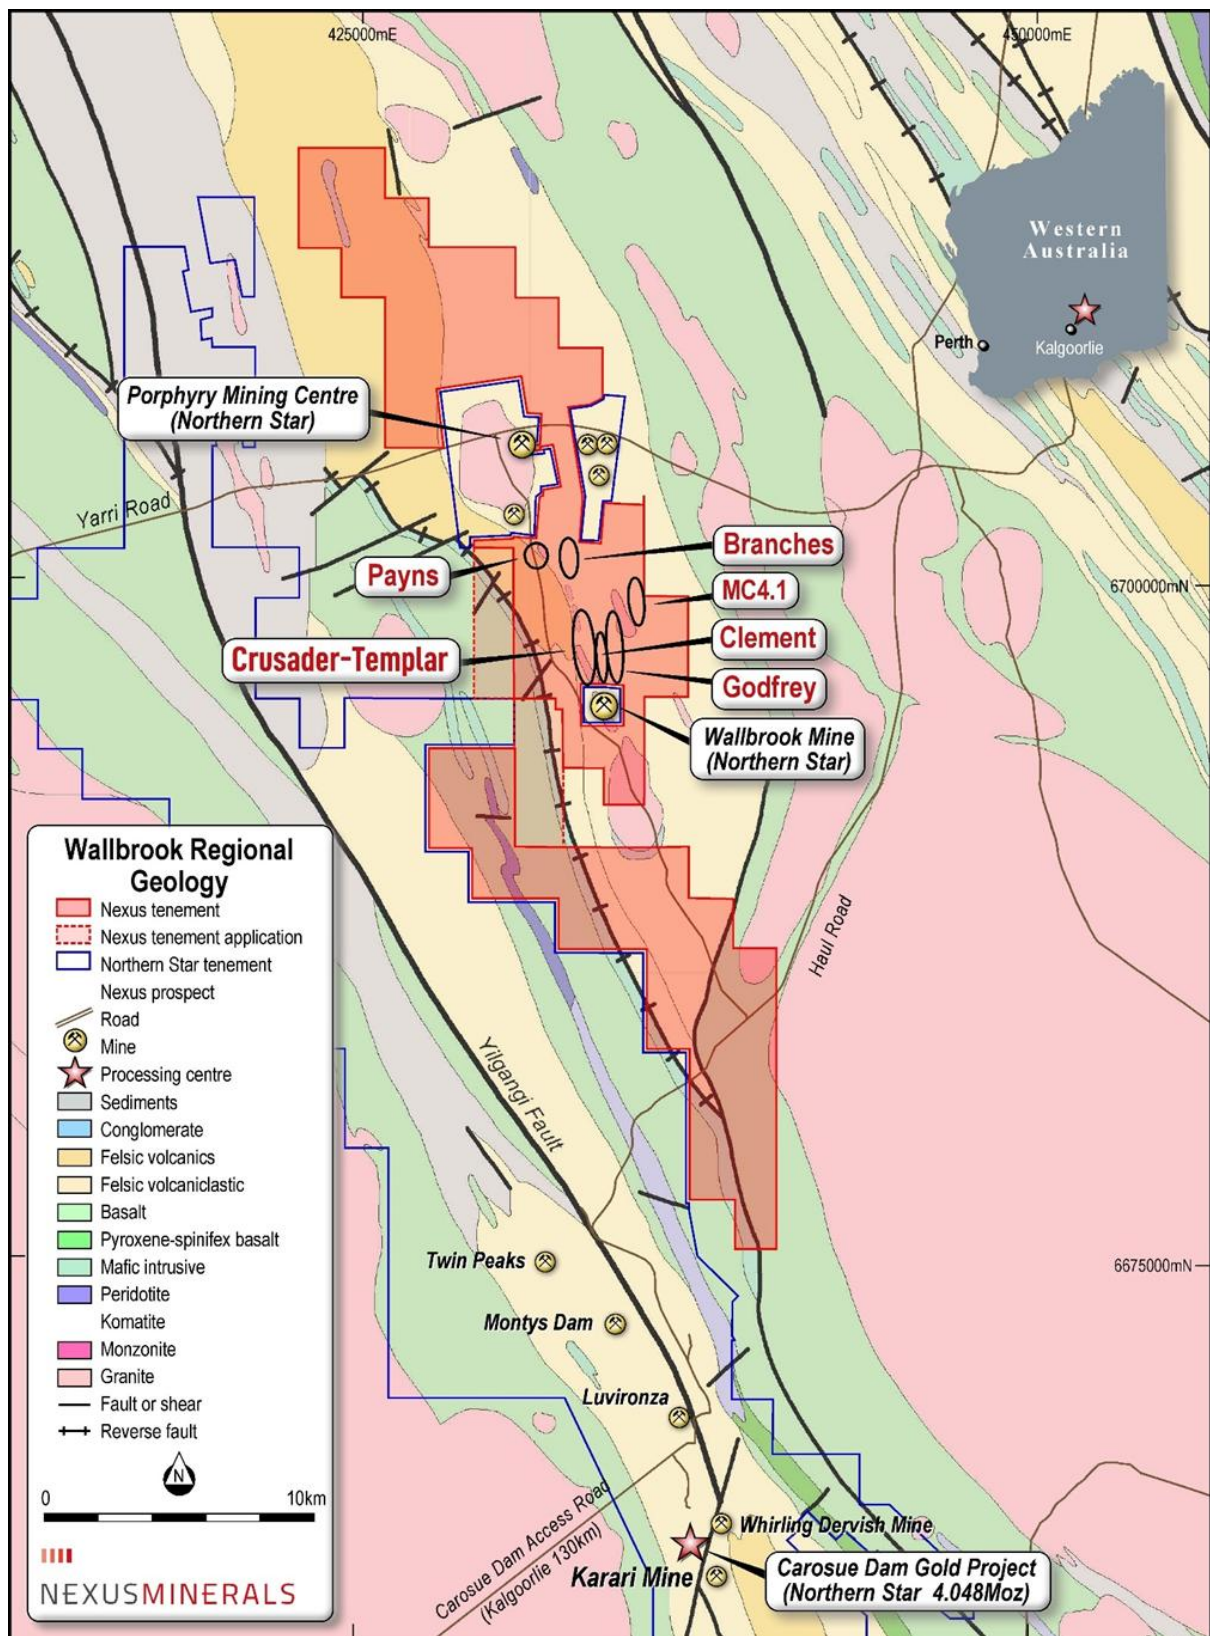 425000mE
450000mE
Western
Australia
Perth
Kalgoorlie
Porphyry Mining Centre
(Northern Star)
Yarri Road
Branches
Payns
MC4.1
6700000mN
Crusader-Templar
Clement
Godfrey
Wallbrook Mine
(Northern Star)
Haul Road
Yilgangi Fault
Wallbrook Regional
Geology
Nexus tenement
Nexus tenement application
Northern Star tenement
Nexus prospect
Road
Mine
Processing centre
Sediments
Conglomerate
Felsic volcanics
Felsic volcaniclastic
Basalt
Pyroxene-spinifex basalt
Mafic intrusive
Peridotite
Komatite
Monzonite
Granite
Fault or shear
Reverse fault
N
0 10km
NEXUSMINERALS
Twin Peaks
6675000mN
Montys Dam
Luvironza
Carosue Dam Access Road
(Kalgoorlie 130km)
Whirling Dervish Mine
Karari Mine
Carosue Dam Gold Project
(Northern Star 4.048Moz)